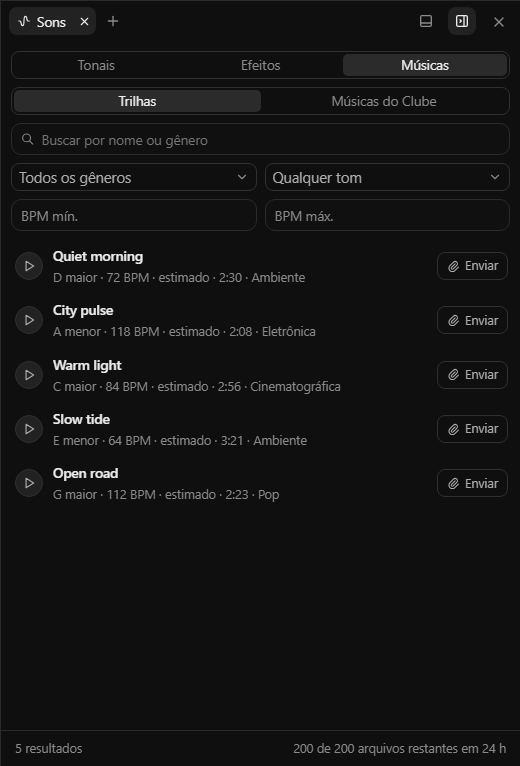 Sons
Tonais
Efeitos
Músicas
Trilhas
Músicas do Clube
Buscar por nome ou gênero
Todos os gêneros
Qualquer tom
BPM mín.
BPM máx.
Quiet morning
D maior · 72 BPM · estimado · 2:30 · Ambiente
Enviar
City pulse
A menor · 118 BPM · estimado · 2:08 · Eletrônica
Enviar
Warm light
C maior · 84 BPM · estimado · 2:56 · Cinematográfica
Enviar
Slow tide
E menor · 64 BPM · estimado · 3:21 · Ambiente
Enviar
Open road
G maior · 112 BPM · estimado · 2:23 · Pop
Enviar
5 resultados
200 de 200 arquivos restantes em 24 h